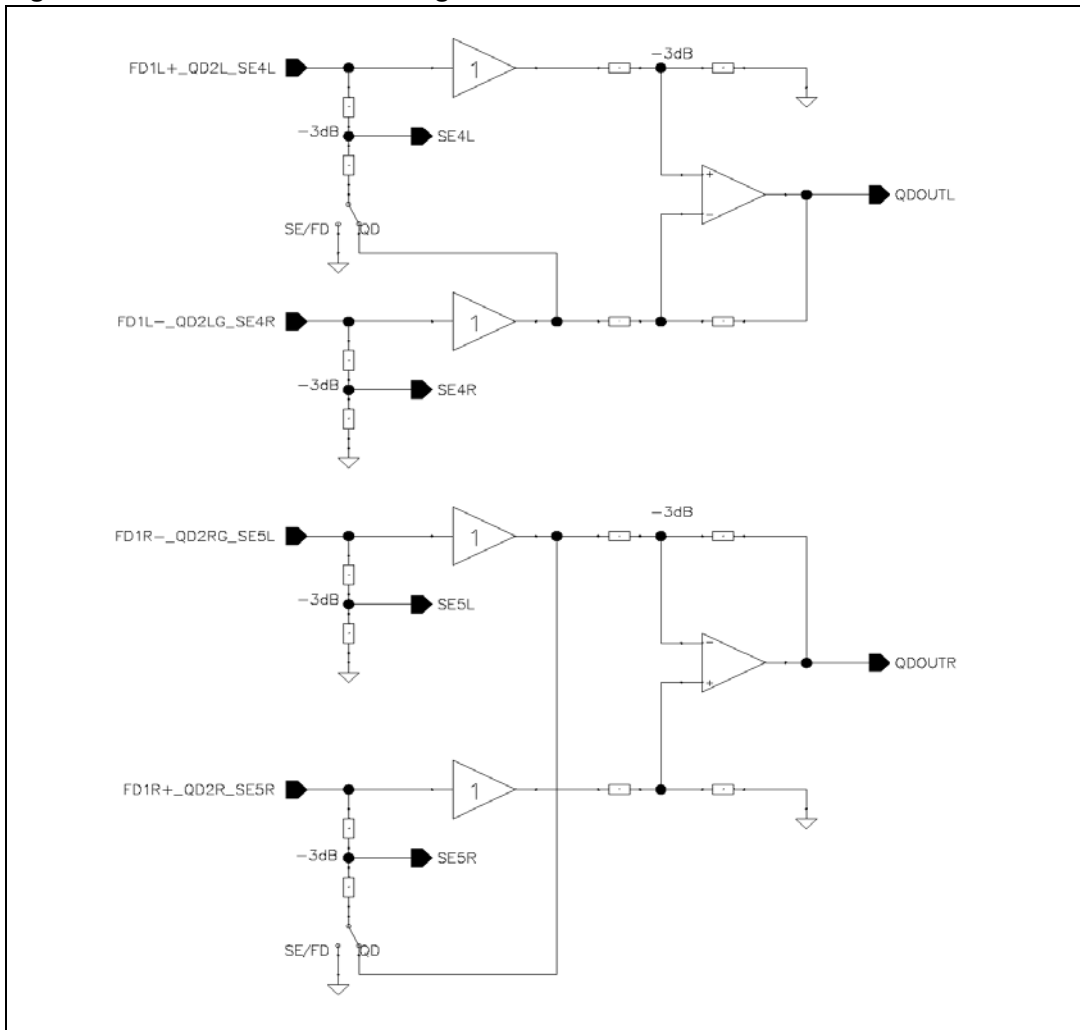 FD1L+_QD2L_SE4L
1
-3dB
-3dB
SE4L
+
-
QDOUTL
SE/FD
QD
FD1L-_QD2LG_SE4R
1
-3dB
SE4R
FD1R-_QD2RG_SE5L
1
-3dB
-3dB
SE5L
-
+
QDOUTR
FD1R+_QD2R_SE5R
1
-3dB
SE5R
SE/FD
QD